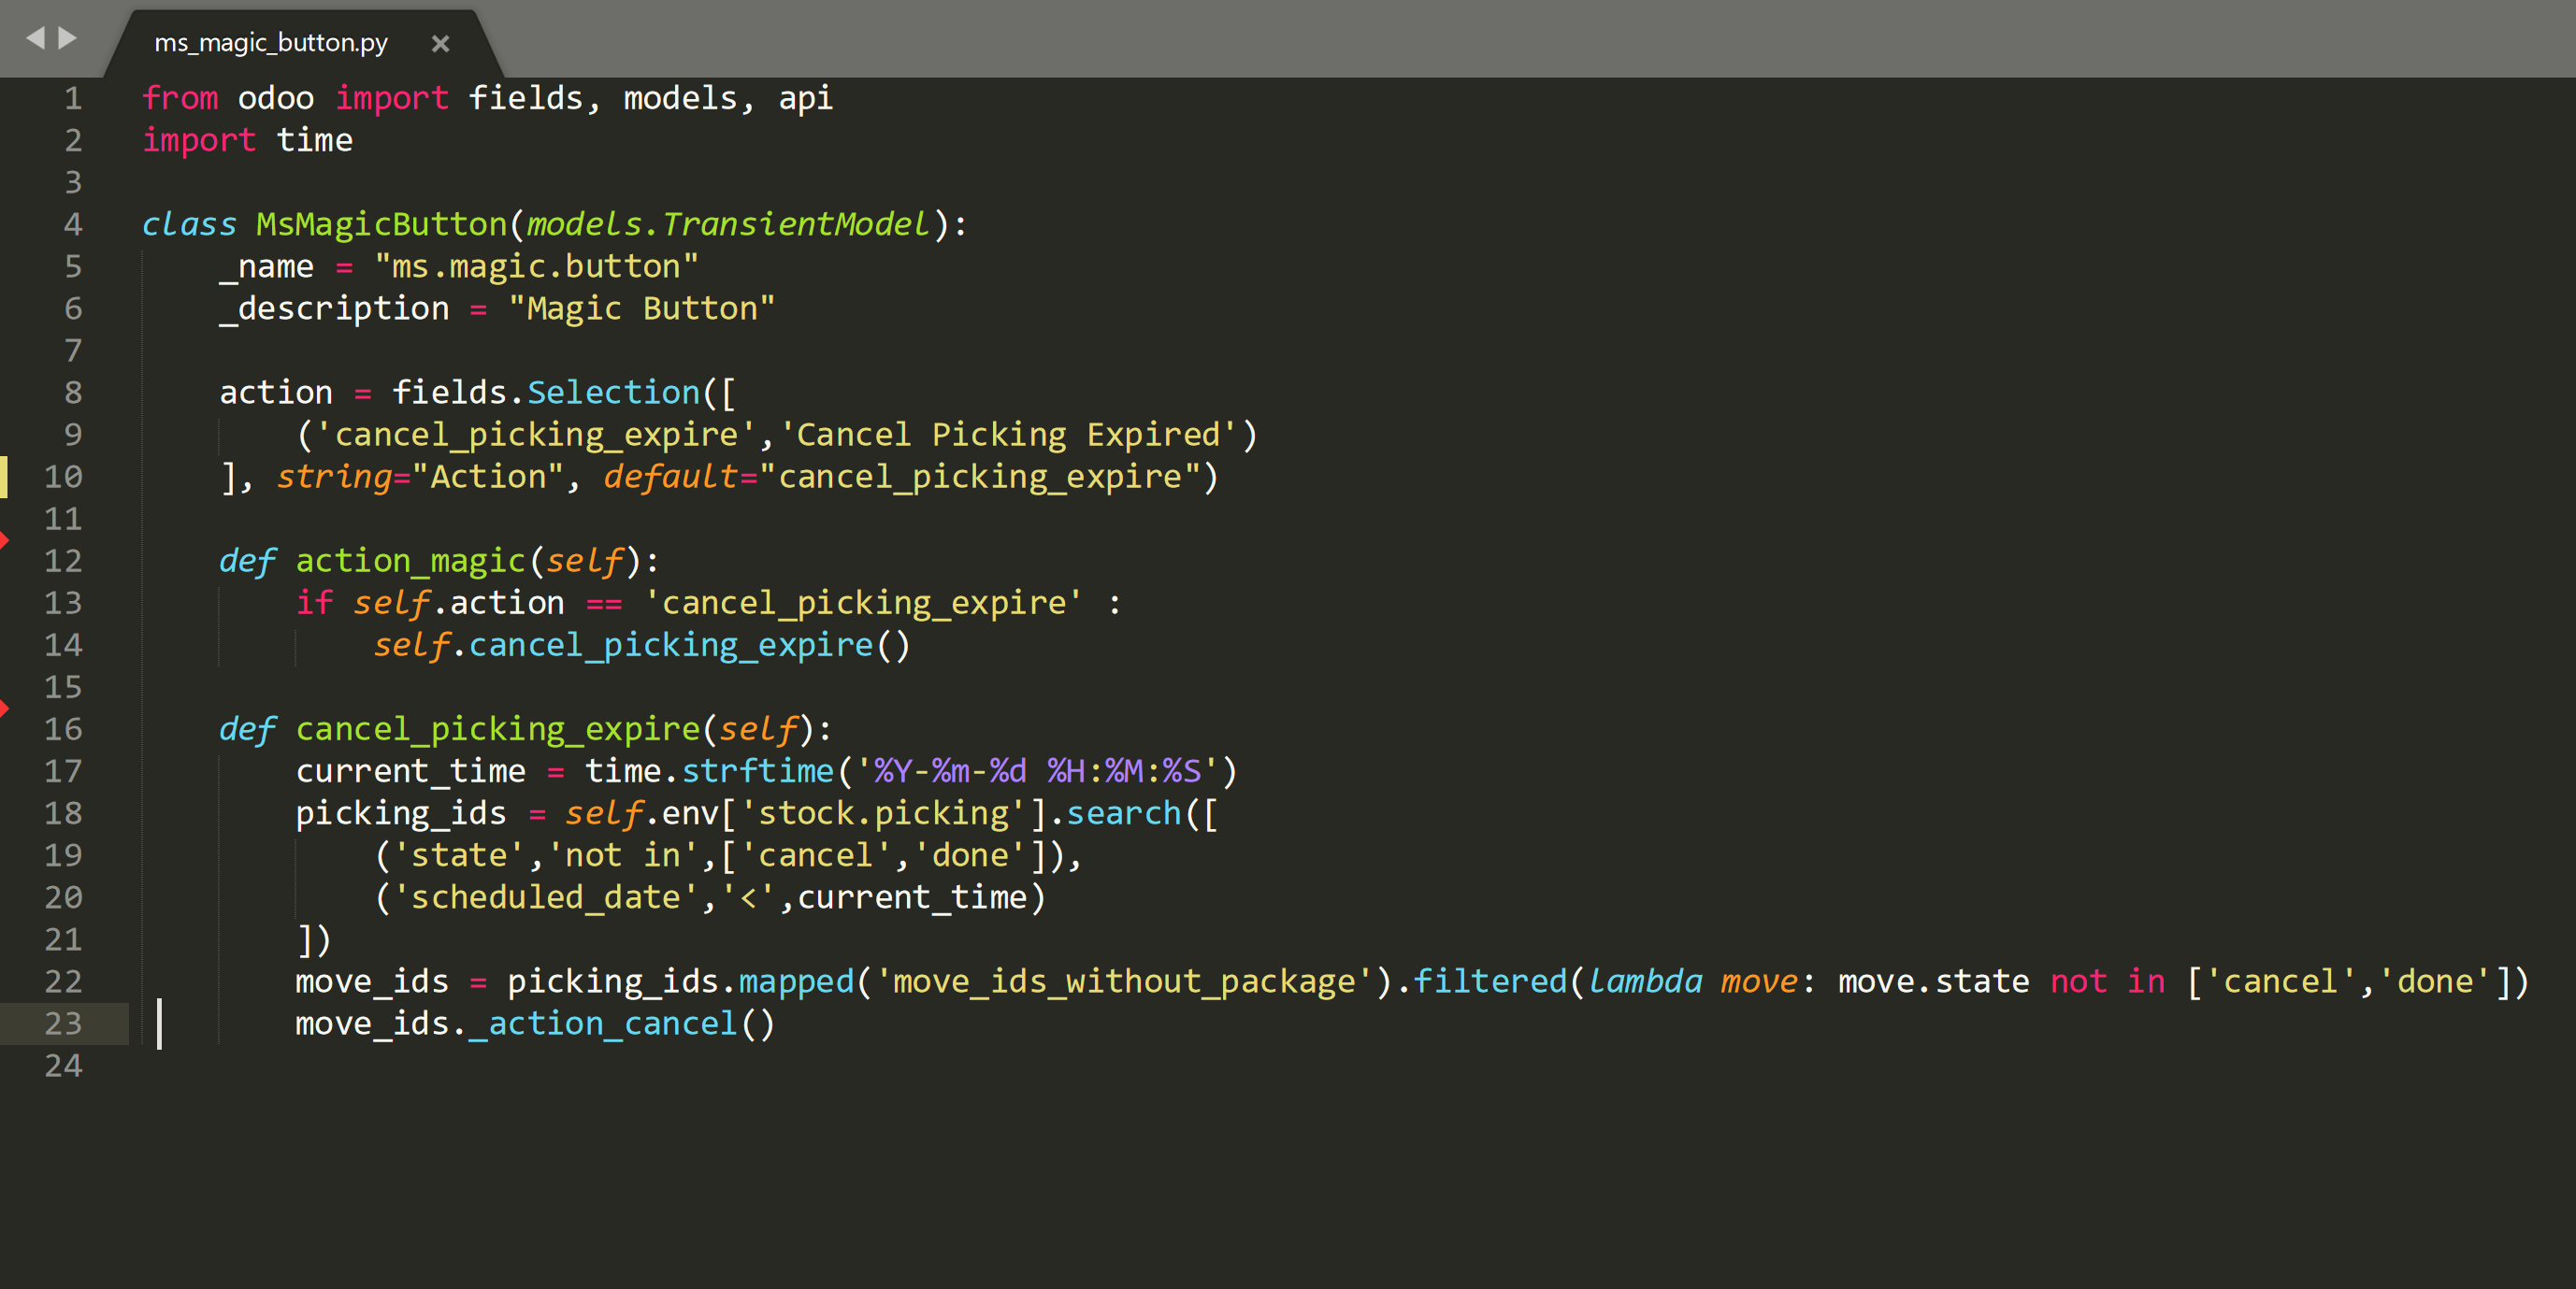 ms_magic_button.py ×
1 from odoo import fields, models, api
2 import time
3
4 class MsMagicButton(models.TransientModel):
5     _name = "ms.magic.button"
6     _description = "Magic Button"
7
8     action = fields.Selection([
9         ('cancel_picking_expire','Cancel Picking Expired')
10     ], string="Action", default="cancel_picking_expire")
11
12     def action_magic(self):
13         if self.action == 'cancel_picking_expire' :
14             self.cancel_picking_expire()
15
16     def cancel_picking_expire(self):
17         current_time = time.strftime('%Y-%m-%d %H:%M:%S')
18         picking_ids = self.env['stock.picking'].search([
19             ('state','not in',['cancel','done']),
20             ('scheduled_date','<',current_time)
21         ])
22         move_ids = picking_ids.mapped('move_ids_without_package').filtered(lambda move: move.state not in ['cancel','done'])
23         move_ids._action_cancel()
24